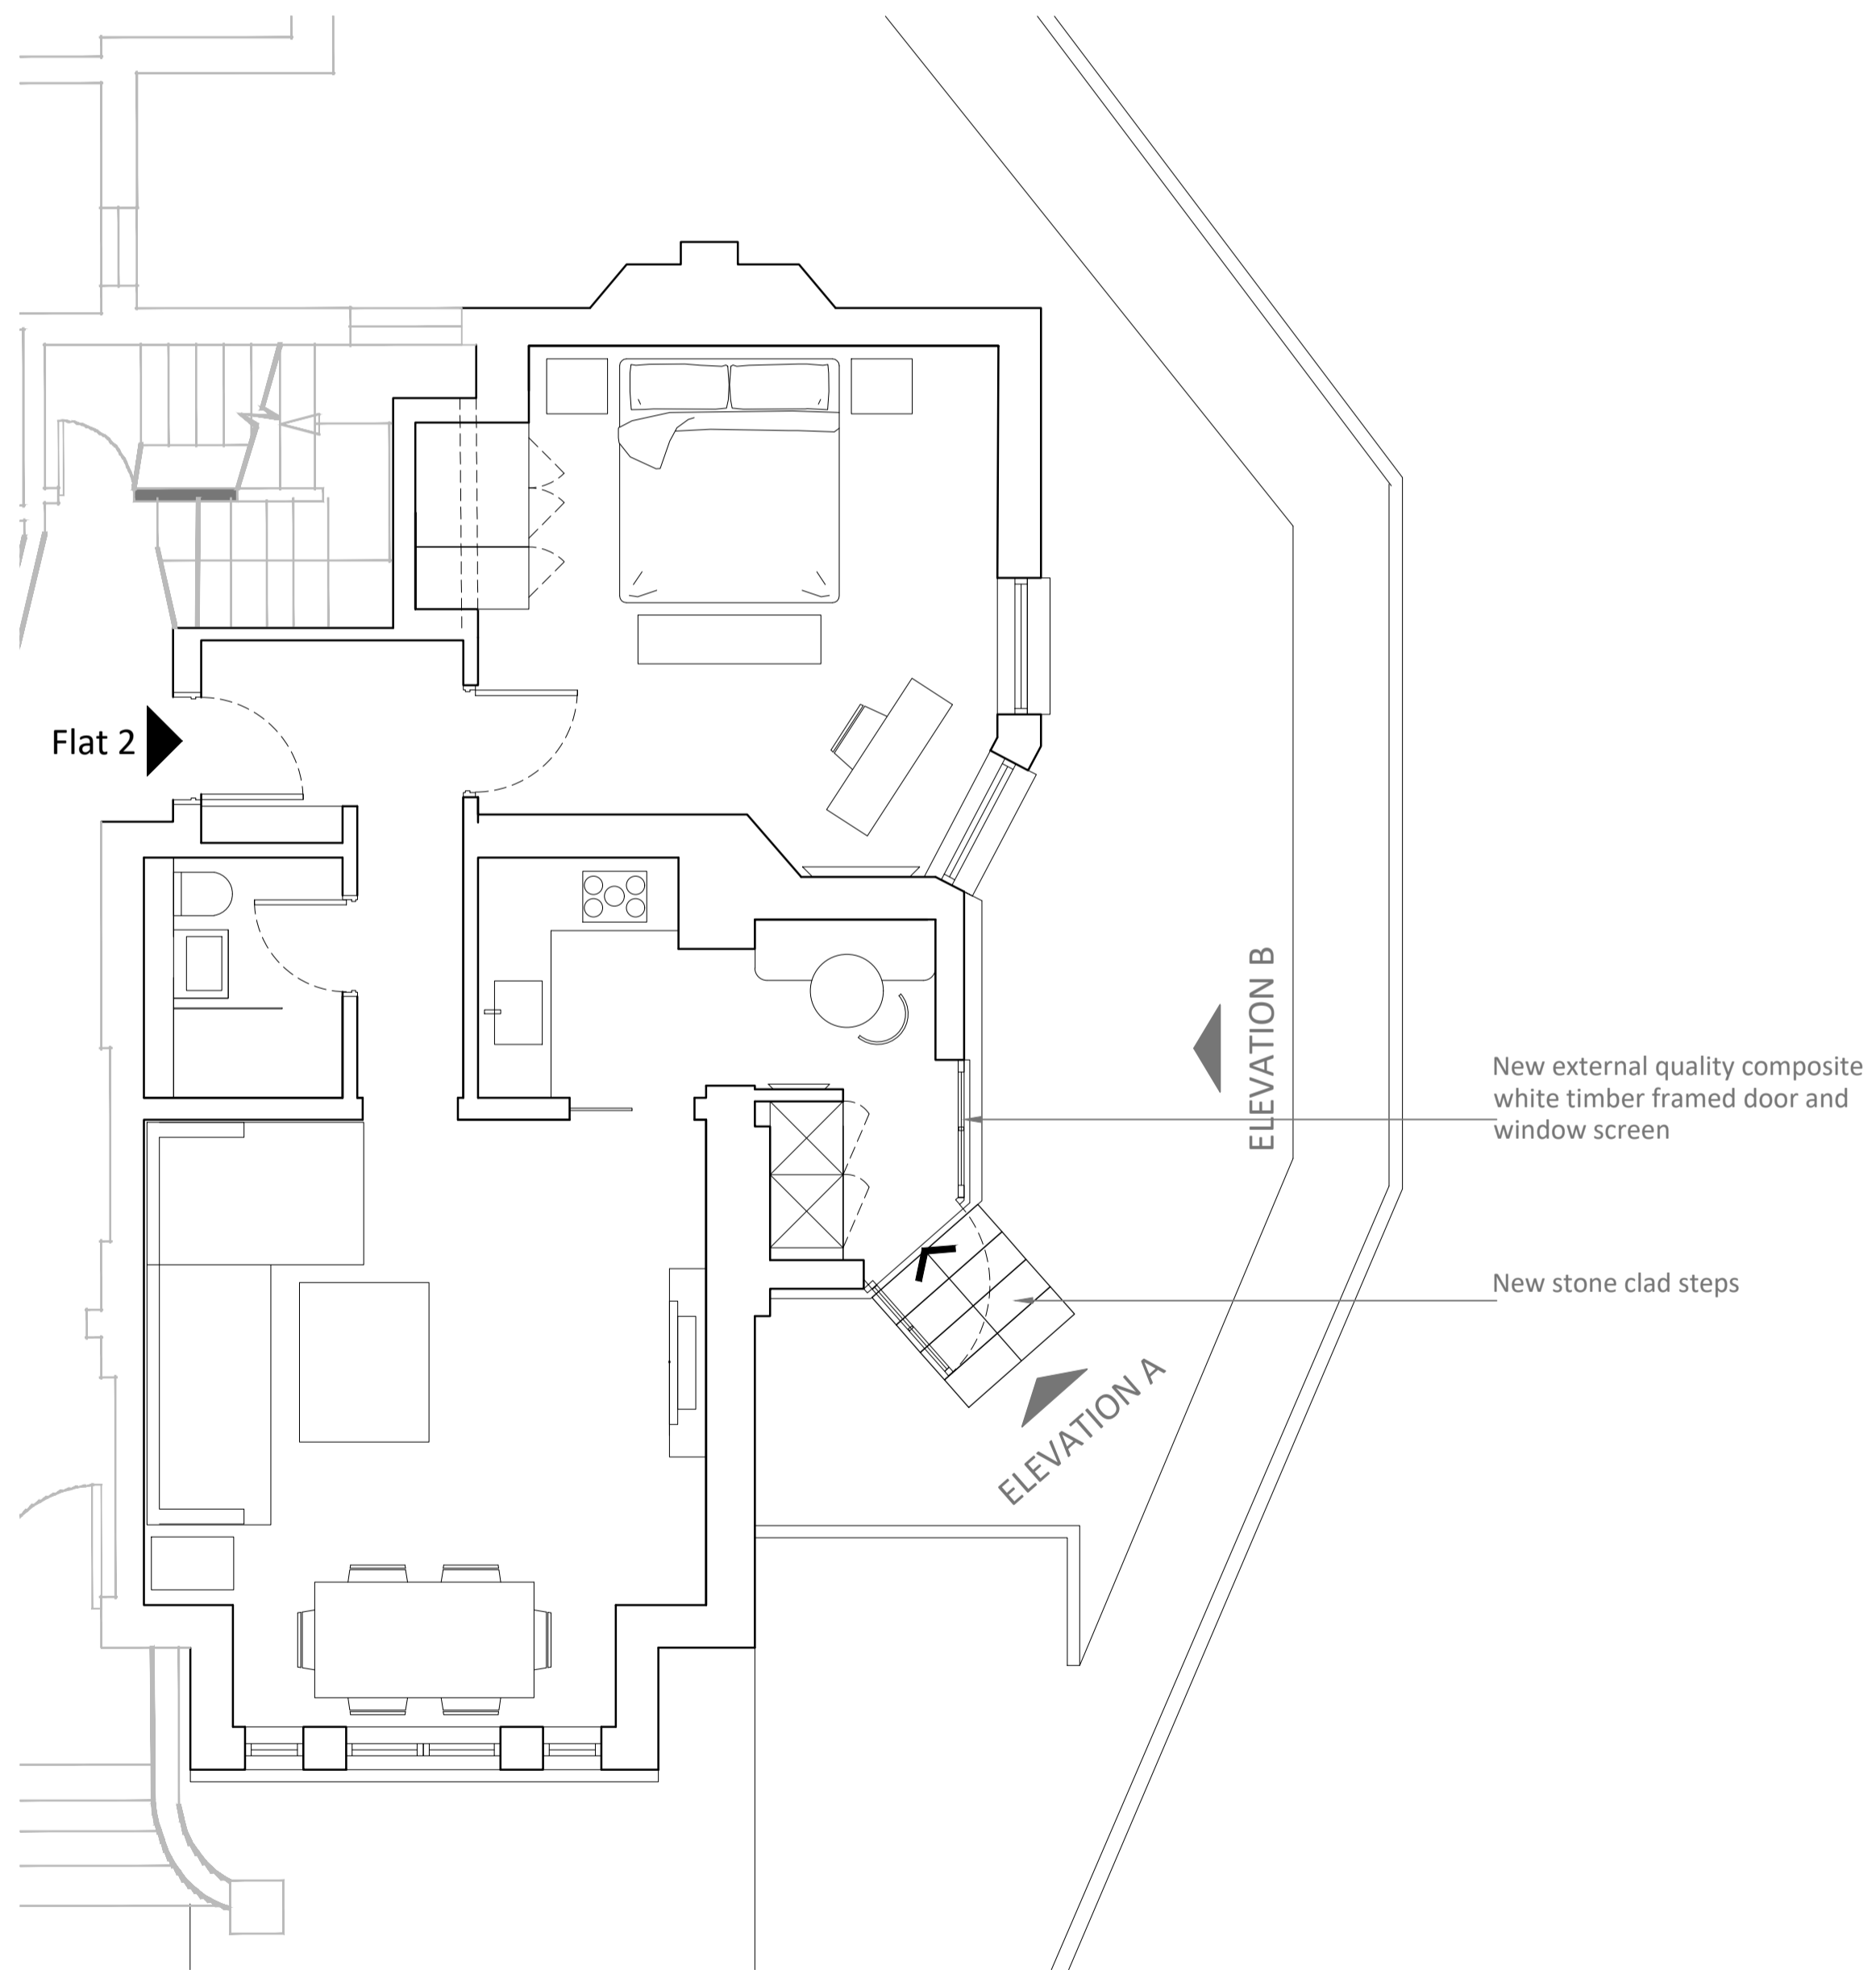 Flat 2
ELEVATION B
New external quality composite
white timber framed door and
window screen
New stone clad steps
ELEVATION A